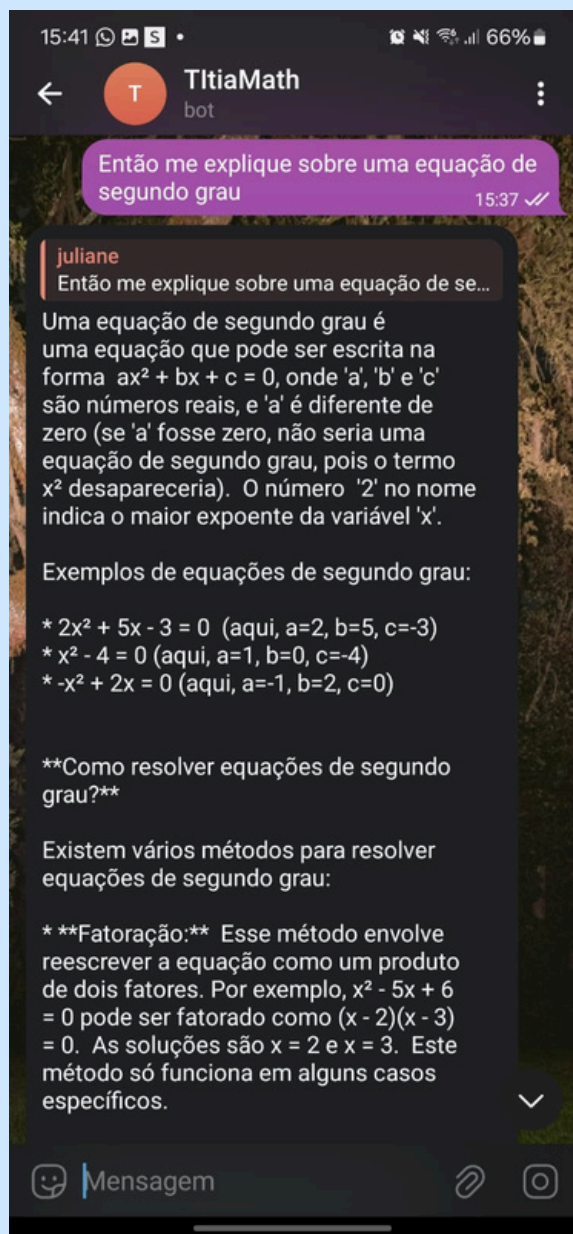 15:41 S
66%
T
TItiaMath
bot
Então me explique sobre uma equação de
segundo grau
15:37
juliane
Então me explique sobre uma equação de se...
Uma equação de segundo grau é
uma equação que pode ser escrita na
forma  ax² + bx + c = 0, onde 'a', 'b' e 'c'
são números reais, e 'a' é diferente de
zero (se 'a' fosse zero, não seria uma
equação de segundo grau, pois o termo
x² desapareceria).  O número  '2' no nome
indica o maior expoente da variável 'x'.
Exemplos de equações de segundo grau:
* 2x² + 5x - 3 = 0  (aqui, a=2, b=5, c=-3)
* x² - 4 = 0 (aqui, a=1, b=0, c=-4)
* -x² + 2x = 0 (aqui, a=-1, b=2, c=0)
**Como resolver equações de segundo
grau?**
Existem vários métodos para resolver
equações de segundo grau:
* **Fatoração:**  Esse método envolve
reescrever a equação como um produto
de dois fatores. Por exemplo, x² - 5x + 6
= 0 pode ser fatorado como (x - 2)(x - 3)
= 0.  As soluções são x = 2 e x = 3.  Este
método só funciona em alguns casos
específicos.
Mensagem